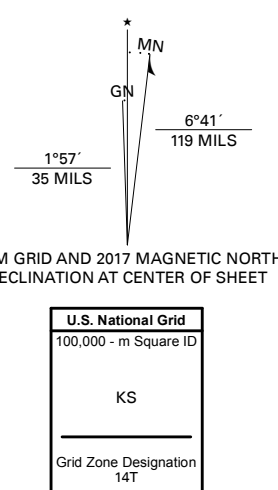 ★
MN
GN
6°41´
119 MILS
1°57´
35 MILS
M GRID AND 2017 MAGNETIC NORTH
ECLINATION AT CENTER OF SHEET
U.S. National Grid
100,000 - m Square ID
KS
Grid Zone Designation
14T